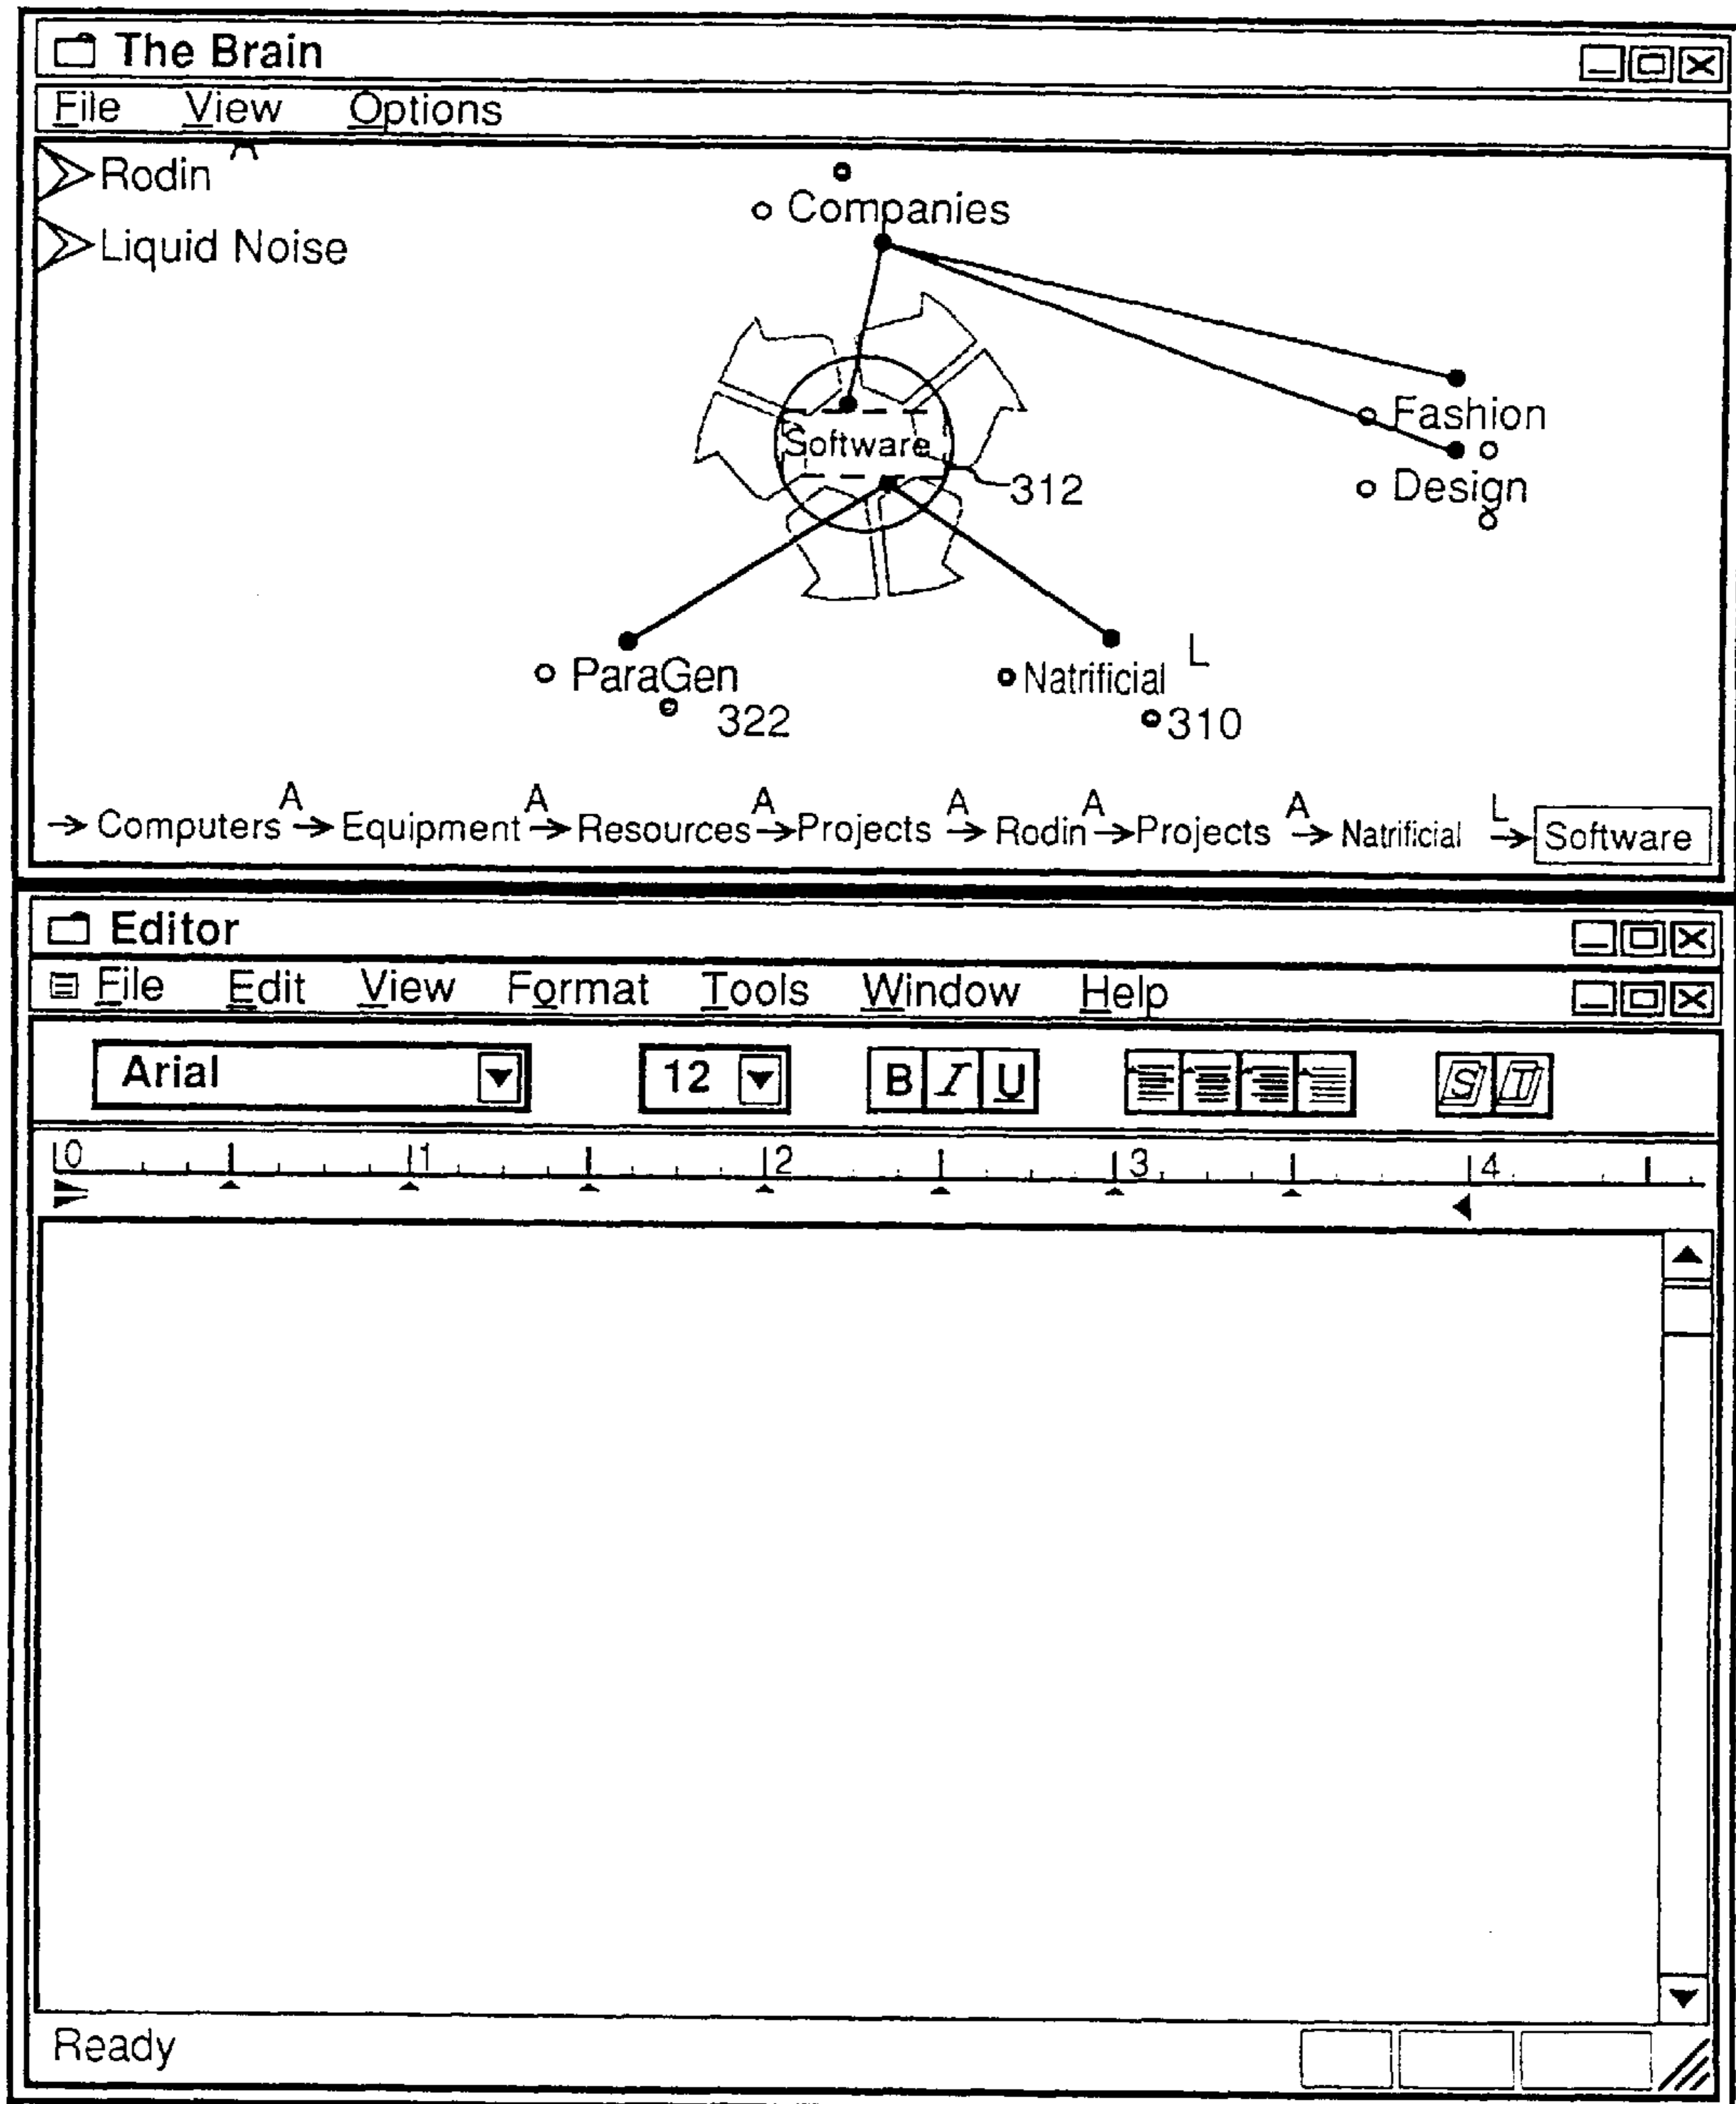 The Brain
File View Options
Rodin
Companies
Liquid Noise
Fashion
Software
312
Design
L
ParaGen
Natrificial
322
310
A A A A A A L
→ Computers → Equipment → Resources → Projects → Rodin → Projects → Natrificial → Software
Editor
File Edit View Format Tools Window Help
Arial 12 B I U S T
0 1 2 3 4
Ready